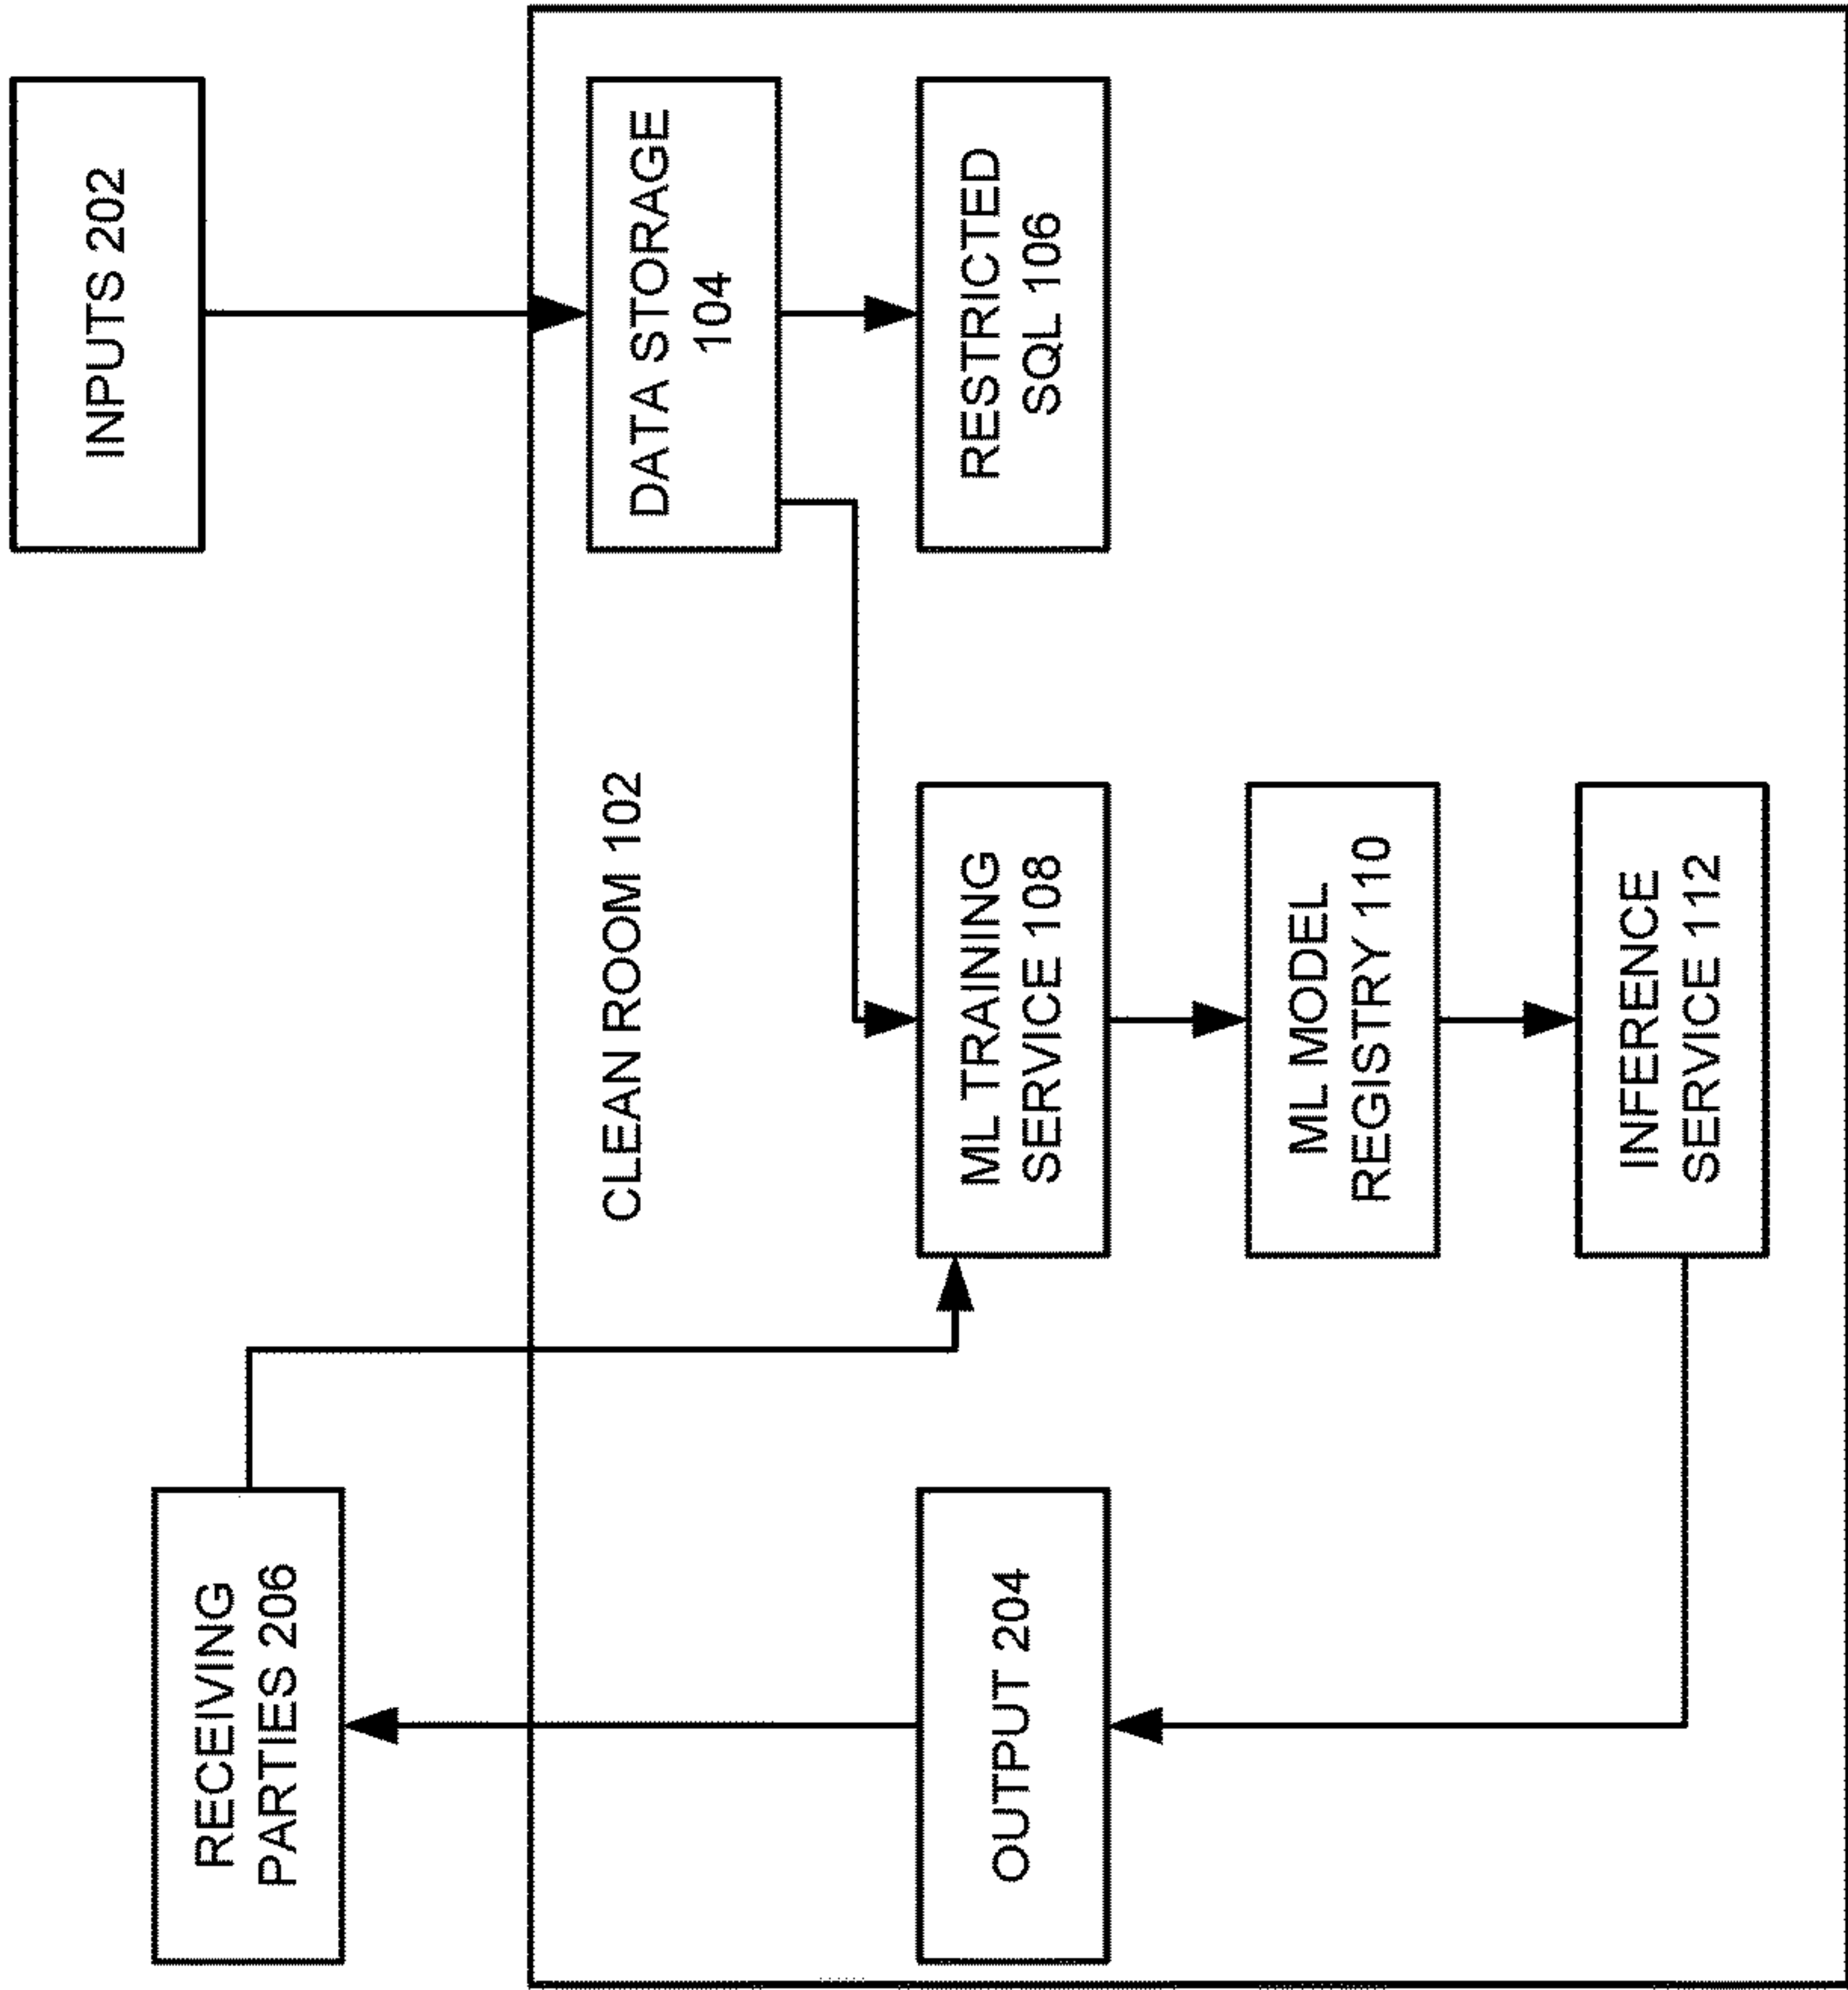 INPUTS 202
DATA STORAGE
104
RESTRICTED
SQL 106
CLEAN ROOM 102
ML TRAINING
SERVICE 108
ML MODEL
REGISTRY 110
INFERENCE
SERVICE 112
RECEIVING
PARTIES 206
OUTPUT 204